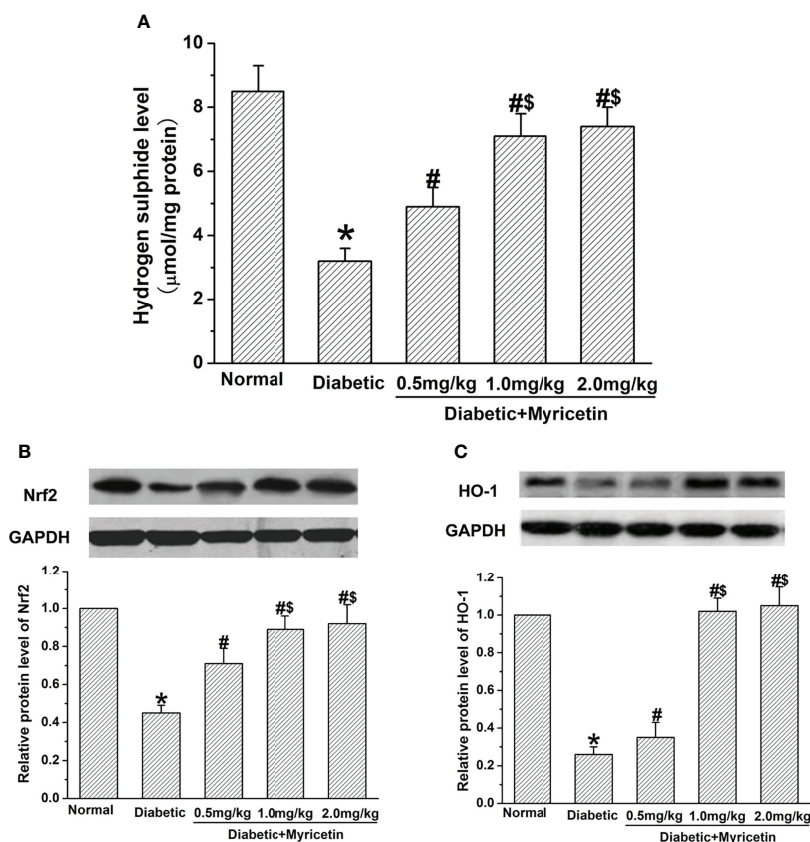 A
Hydrogen sulphide level
(μmol/mg protein)
10
8
6
4
2
0
*
#
#$
#$
Normal
Diabetic
0.5mg/kg
1.0mg/kg
2.0mg/kg
Diabetic+Myricetin
B
Nrf2
GAPDH
Relative protein level of Nrf2
1.2
1.0
0.8
0.6
0.4
0.2
0.0
*
#
#$
#$
Normal
Diabetic
0.5mg/kg
1.0mg/kg
2.0mg/kg
Diabetic+Myricetin
C
HO-1
GAPDH
Relative protein level of HO-1
1.2
1.0
0.8
0.6
0.4
0.2
0.0
*
#
#$
#$
Normal
Diabetic
0.5mg/kg
1.0mg/kg
2.0mg/kg
Diabetic+Myricetin